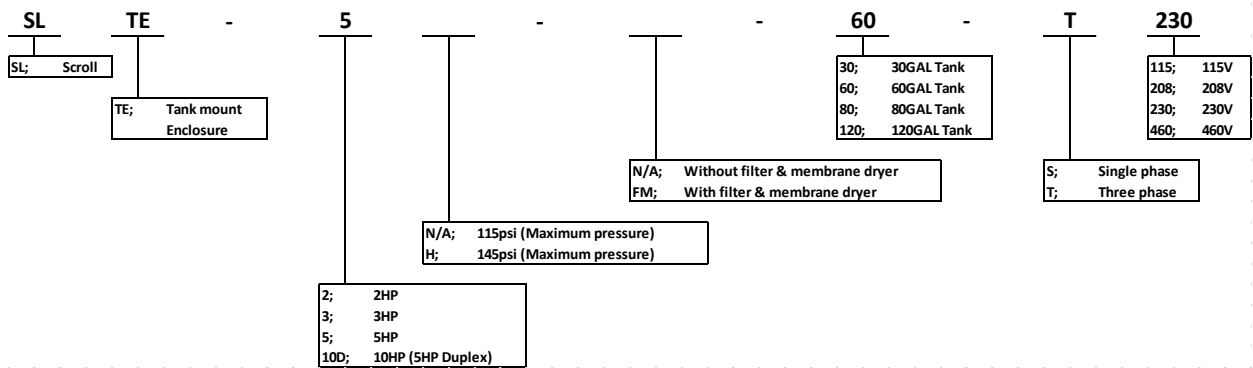 SL TE - 5 - - 60 - T 230
SL; Scroll
TE; Tank mount
Enclosure
30; 30GAL Tank
60; 60GAL Tank
80; 80GAL Tank
120; 120GAL Tank
115; 115V
208; 208V
230; 230V
460; 460V
N/A; Without filter & membrane dryer
FM; With filter & membrane dryer
S; Single phase
T; Three phase
N/A; 115psi (Maximum pressure)
H; 145psi (Maximum pressure)
2; 2HP
3; 3HP
5; 5HP
10D; 10HP (5HP Duplex)